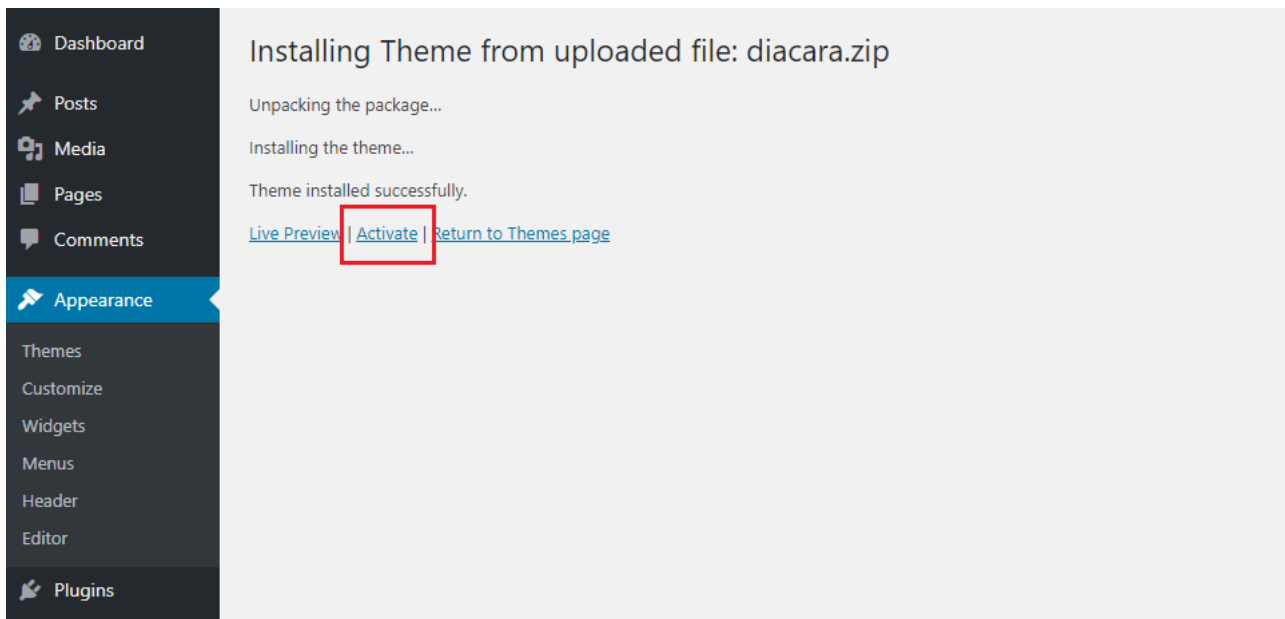 Dashboard
Posts
Media
Pages
Comments
Appearance
Themes
Customize
Widgets
Menus
Header
Editor
Plugins
Installing Theme from uploaded file: diacara.zip
Unpacking the package...
Installing the theme...
Theme installed successfully.
Live Preview | Activate | Return to Themes page